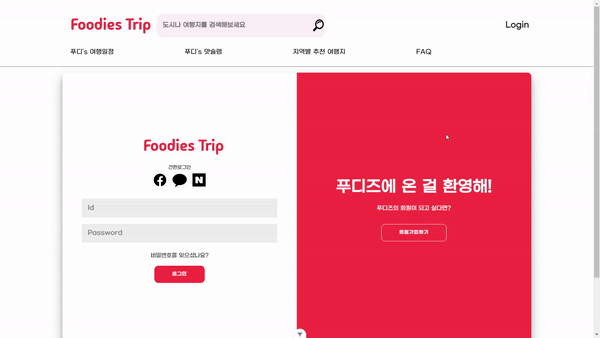 Foodies Trip
도시나 여행지를 검색해보세요
Login
푸디's 여행일정
푸디's 맛슐랭
지역별 추천 여행지
FAQ
Foodies Trip
간편로그인
N
Id
Password
비밀번호를 잊으셨나요?
로그인
푸디즈에 온 걸 환영해!
푸디즈의 회원이 되고 싶다면?
회원가입하기